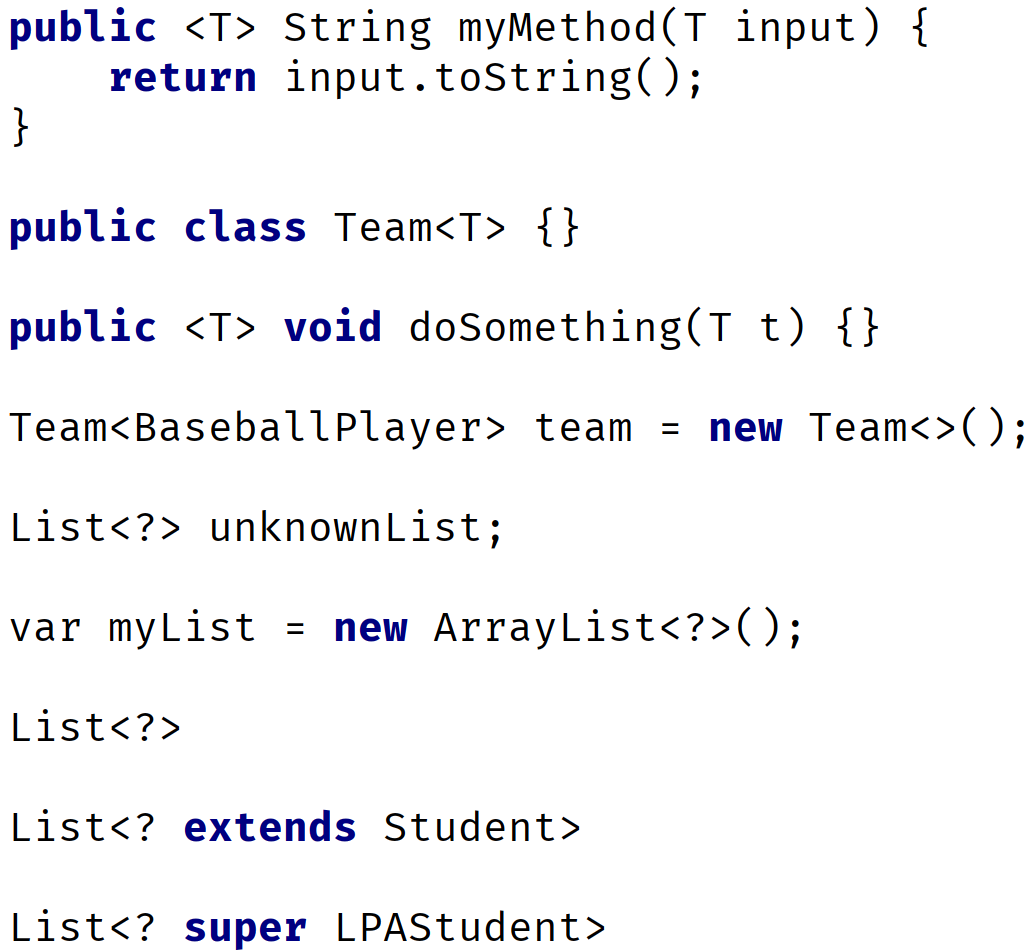 public <T> String myMethod(T input) {
    return input.toString();
}
public class Team<T> {}
public <T> void doSomething(T t) {}
Team<BaseballPlayer> team = new Team<>();
List<?> unknownList;
var myList = new ArrayList<?>();
List<?>
List<? extends Student>
List<? super LPAStudent>